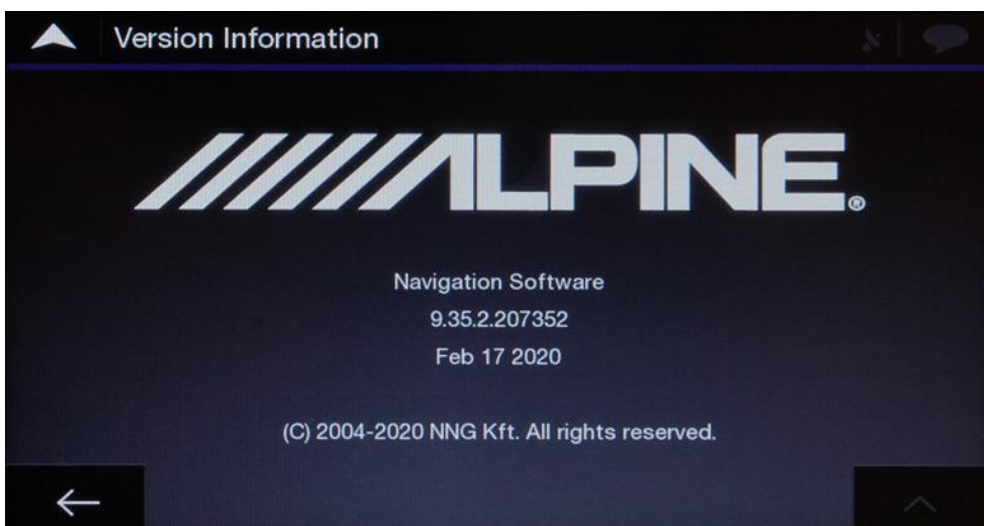 Version Information
ALPINE®
Navigation Software
9.35.2.207352
Feb 17 2020
(C) 2004-2020 NNG Kft. All rights reserved.